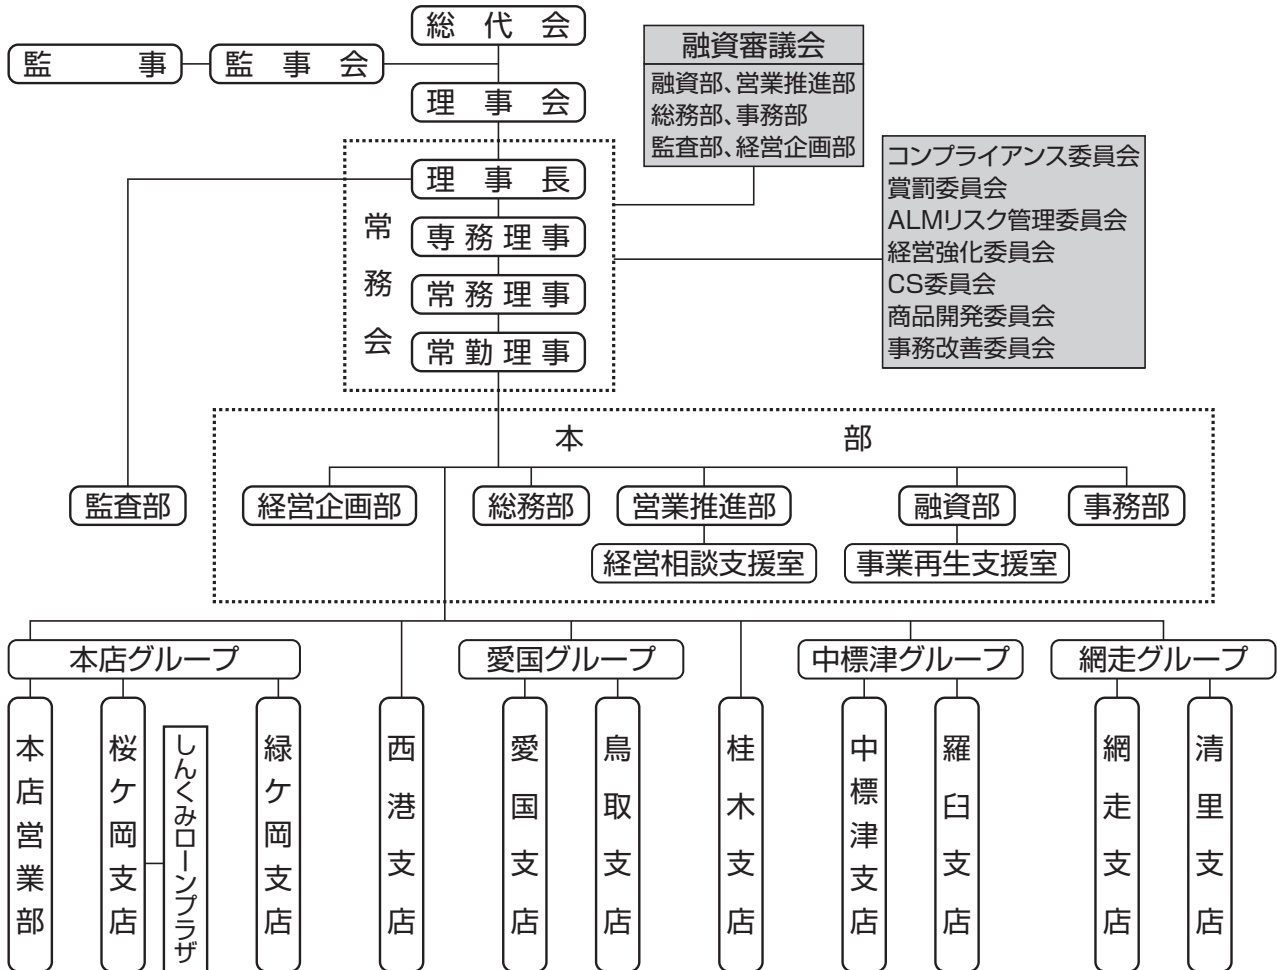 総代会
監事
監事会
理事会
融資審議会
融資部、営業推進部
総務部、事務部
監査部、経営企画部
コンプライアンス委員会
賞罰委員会
ALMリスク管理委員会
経営強化委員会
CS委員会
商品開発委員会
事務改善委員会
常務会
理事長
専務理事
常務理事
常勤理事
本部
監査部
経営企画部
総務部
営業推進部
融資部
事務部
経営相談支援室
事業再生支援室
本店グループ
愛国グループ
中標津グループ
網走グループ
本店営業部
桜ケ岡支店
しんくみローンプラザ
緑ケ岡支店
西港支店
愛国支店
鳥取支店
桂木支店
中標津支店
羅臼支店
網走支店
清里支店